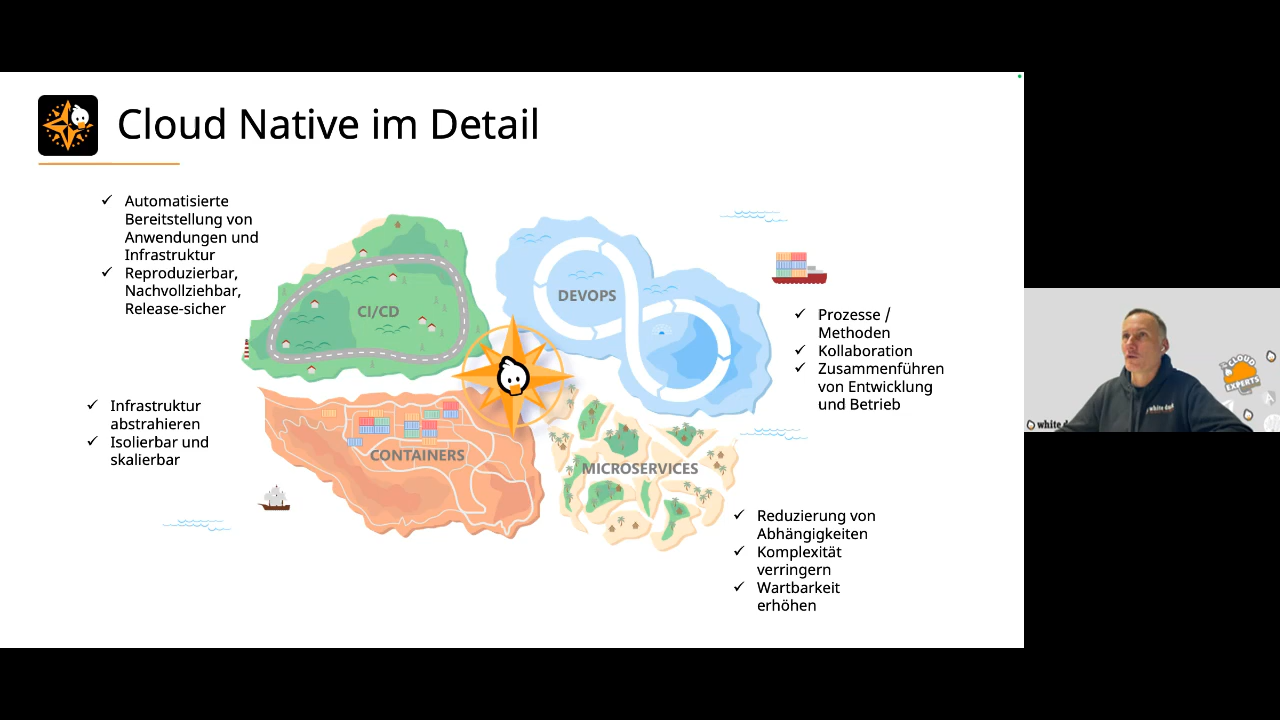 Cloud Native im Detail
✓ Automatisierte
Bereitstellung von
Anwendungen und
Infrastruktur
✓ Reproduzierbar,
Nachvollziehbar,
Release-sicher
CI/CD
DEVOPS
✓ Prozesse /
Methoden
✓ Kollaboration
✓ Zusammenführen
von Entwicklung
und Betrieb
✓ Infrastruktur
abstrahieren
✓ Isolierbar und
skalierbar
CONTAINERS
MICROSERVICES
✓ Reduzierung von
Abhängigkeiten
✓ Komplexität
verringern
✓ Wartbarkeit
erhöhen
CLOUD
EXPERTS
white